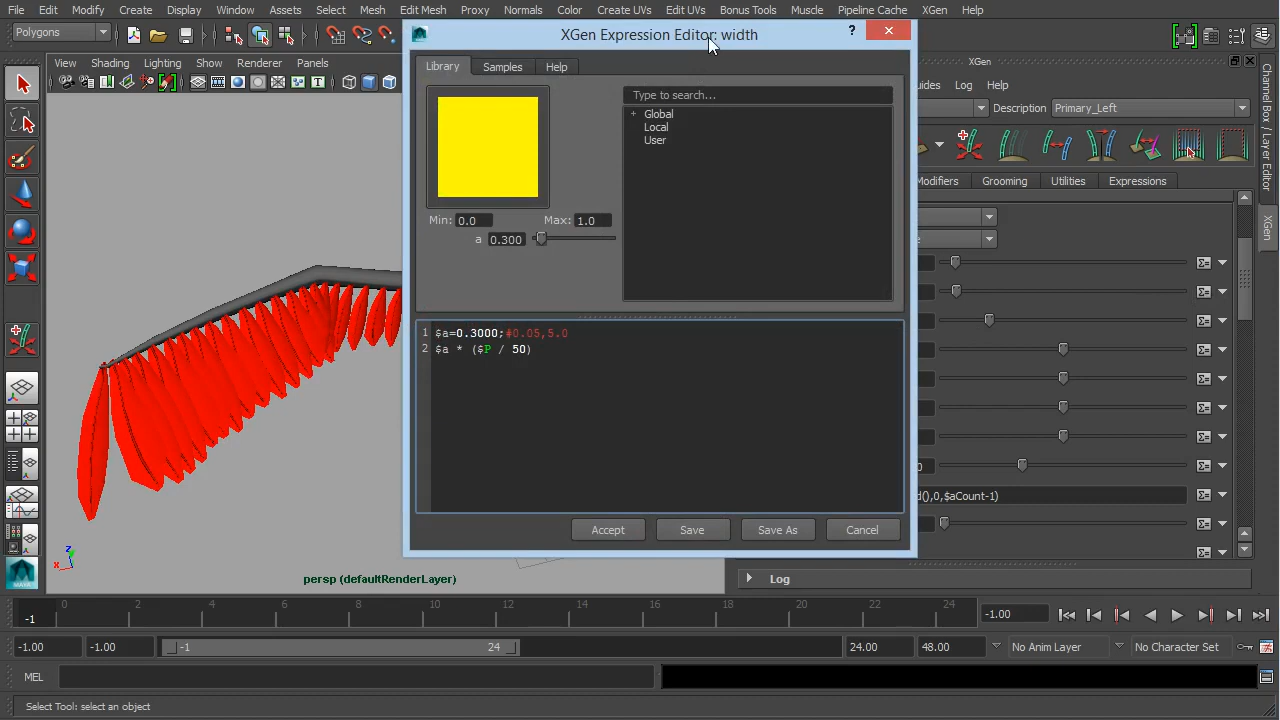 File Edit Modify Create Display Window Assets Select Mesh Edit Mesh Proxy Normals Color Create UVs Edit UVs Bonus Tools Muscle Pipeline Cache XGen Help
Polygons
XGen Expression Editor: width
?
XGen
View Shading Lighting Show Renderer Panels
Log Help
Description Primary_Left
Library Samples Help
Type to search...
+ Global
Local
User
Grooming Utilities Expressions
Min: 0.0 Max: 1.0
a 0.300
1 $a=0.3000;#0.05,5.0
2 $a * ($P / 50)
Accept Save Save As Cancel
Channel Box / Layer Editor
XGen
z
x
persp (defaultRenderLayer)
Log
-1 0 2 4 6 8 10 12 14 16 18 20 22 24
-1.00
-1.00 -1.00 -1 24 24.00 48.00 No Anim Layer No Character Set
MEL
Select Tool: select an object